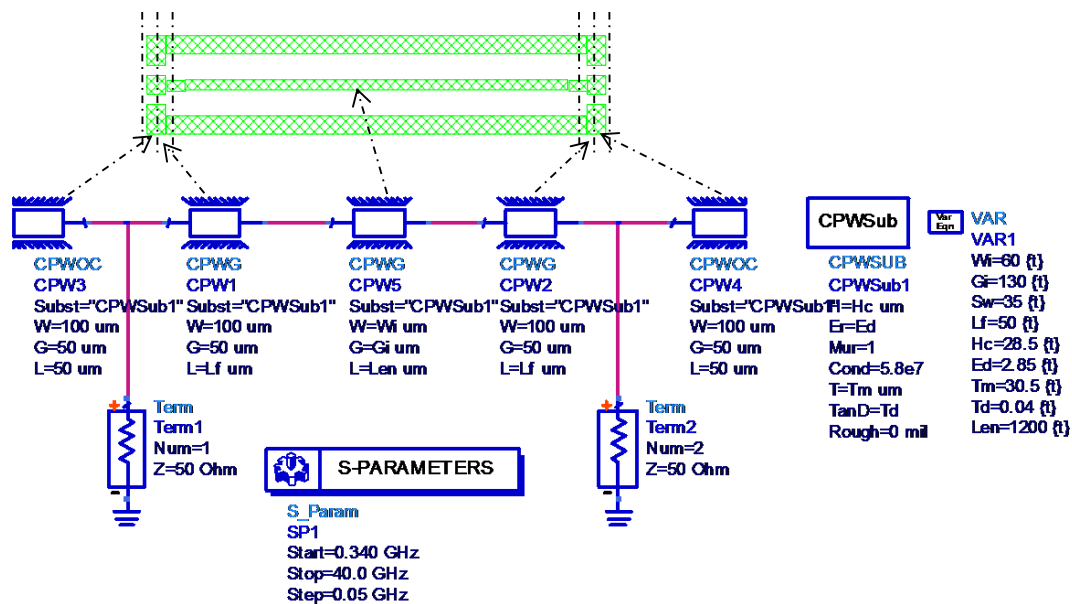 CPWOC
CPW3
Subst="CPWSub1"
W=100 um
G=50 um
L=50 um
CPWG
CPW1
Subst="CPWSub1"
W=100 um
G=50 um
L=Lf um
CPWG
CPW5
Subst="CPWSub1"
W=Wi um
G=Gi um
L=Len um
CPWG
CPW2
Subst="CPWSub1"
W=100 um
G=50 um
L=Lf um
CPWOC
CPW4
Subst="CPWSub1"
W=100 um
G=50 um
L=50 um
CPWSub
CPWSUB
CPWSub1
H=Hc um
Er=Ed
Mur=1
Cond=5.8e7
T=Tm um
TanD=Td
Rough=0 mil
Var
Eqn
VAR
VAR1
Wi=60 {t}
Gi=130 {t}
Sw=35 {t}
Lf=50 {t}
Hc=28.5 {t}
Ed=2.85 {t}
Tm=30.5 {t}
Td=0.04 {t}
Len=1200 {t}
+
Term
Term1
Num=1
Z=50 Ohm
-
+
Term
Term2
Num=2
Z=50 Ohm
-
S-PARAMETERS
S_Param
SP1
Start=0.340 GHz
Stop=40.0 GHz
Step=0.05 GHz